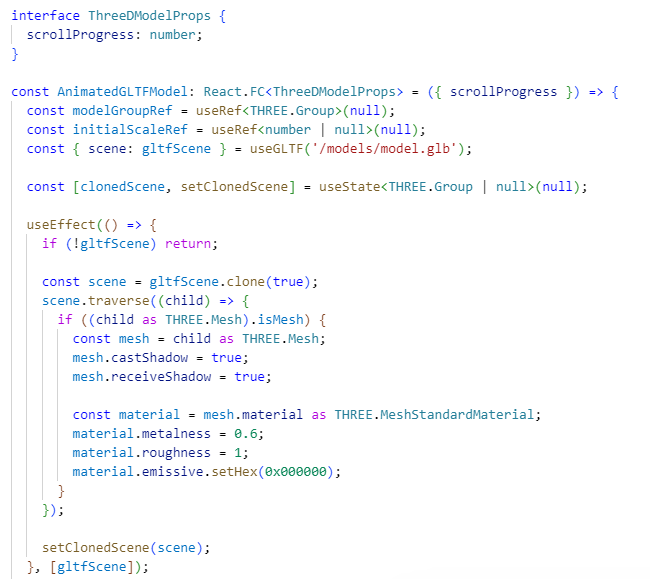 interface ThreeDModelProps {
  scrollProgress: number;
}

const AnimatedGLTFModel: React.FC<ThreeDModelProps> = ({ scrollProgress }) => {
  const modelGroupRef = useRef<THREE.Group>(null);
  const initialScaleRef = useRef<number | null>(null);
  const { scene: gltfScene } = useGLTF('/models/model.glb');

  const [clonedScene, setClonedScene] = useState<THREE.Group | null>(null);

  useEffect(() => {
    if (!gltfScene) return;

    const scene = gltfScene.clone(true);
    scene.traverse((child) => {
      if ((child as THREE.Mesh).isMesh) {
        const mesh = child as THREE.Mesh;
        mesh.castShadow = true;
        mesh.receiveShadow = true;

        const material = mesh.material as THREE.MeshStandardMaterial;
        material.metalness = 0.6;
        material.roughness = 1;
        material.emissive.setHex(0x000000);
      }
    });

    setClonedScene(scene);
  }, [gltfScene]);